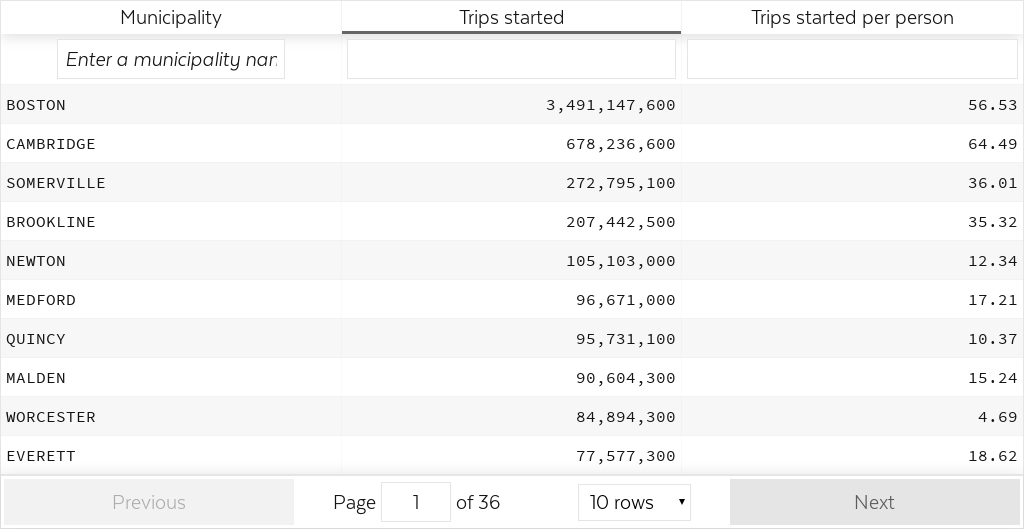 Municipality Trips started Trips started per person
Enter a municipality nar
BOSTON 3,491,147,600 56.53
CAMBRIDGE 678,236,600 64.49
SOMERVILLE 272,795,100 36.01
BROOKLINE 207,442,500 35.32
NEWTON 105,103,000 12.34
MEDFORD 96,671,000 17.21
QUINCY 95,731,100 10.37
MALDEN 90,604,300 15.24
WORCESTER 84,894,300 4.69
EVERETT 77,577,300 18.62
Previous Page 1 of 36 10 rows Next